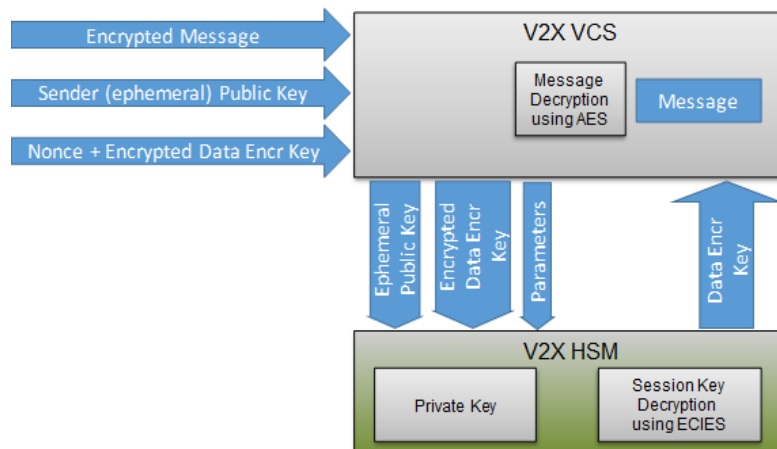 Encrypted Message
Sender (ephemeral) Public Key
Nonce + Encrypted Data Encr Key
V2X VCS
Message
Decryption
using AES
Message
Ephemeral
Public Key
Encrypted
Data Encr
Key
Parameters
Data Encr
Key
V2X HSM
Private Key
Session Key
Decryption
using ECIES